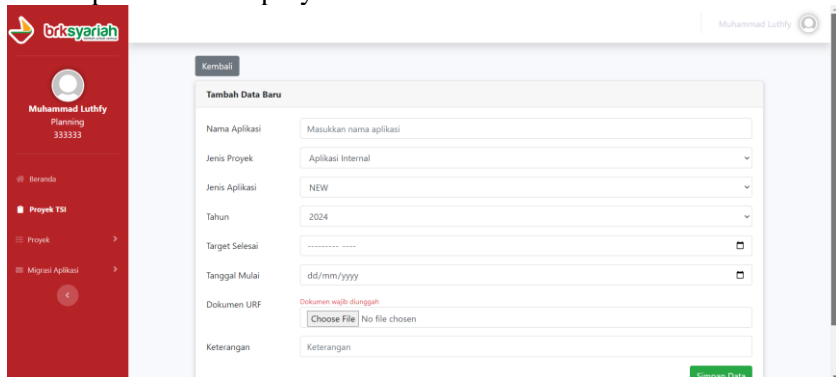 brksyariah
Muhammad Luthfy
Muhammad Luthfy
Planning
333333
Beranda
Proyek TSI
Proyek
Migrasi Aplikasi
Kembali
Tambah Data Baru
Nama Aplikasi Masukkan nama aplikasi
Jenis Proyek Aplikasi Internal
Jenis Aplikasi NEW
Tahun 2024
Target Selesai --------- ----
Tanggal Mulai dd/mm/yyyy
Dokumen URF Dokumen wajib diunggah
Choose File No file chosen
Keterangan Keterangan
Simpan Data